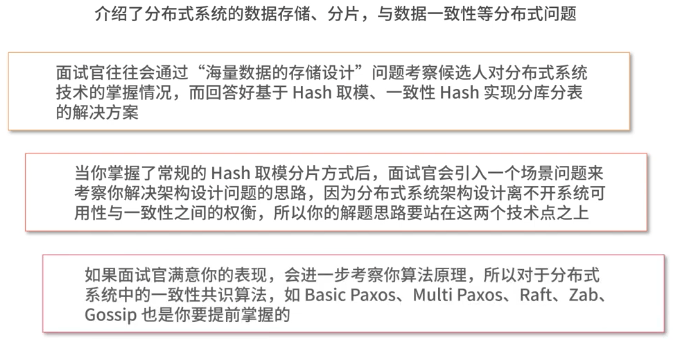 介绍了分布式系统的数据存储、分片，与数据一致性等分布式问题
面试官往往会通过“海量数据的存储设计”问题考察候选人对分布式系统
技术的掌握情况，而回答好基于 Hash 取模、一致性 Hash 实现分库分表
的解决方案
当你掌握了常规的 Hash 取模分片方式后，面试官会引入一个场景问题来
考察你解决架构设计问题的思路，因为分布式系统架构设计离不开系统可
用性与一致性之间的权衡，所以你的解题思路要站在这两个技术点之上
如果面试官满意你的表现，会进一步考察你算法原理，所以对于分布式
系统中的一致性共识算法，如 Basic Paxos、Multi Paxos、Raft、Zab、
Gossip 也是你要提前掌握的